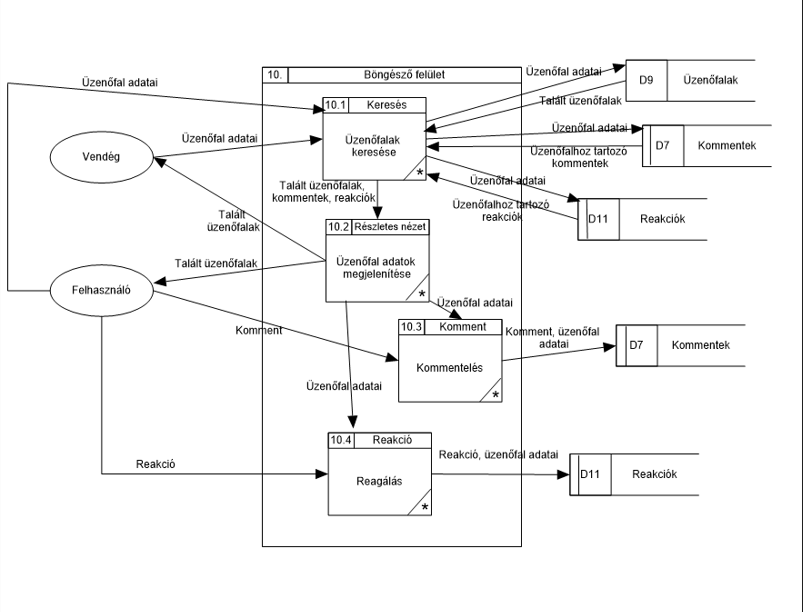 10. Böngésző felület
Üzenőfal adatai
10.1 Keresés
Üzenőfalak
keresése
*
Üzenőfal adatai
D9 Üzenőfalak
Talált üzenőfalak
Vendég
Üzenőfal adatai
Üzenőfal adatai
D7 Kommentek
Üzenőfalhoz tartozó
kommentek
Üzenőfal adatai
Talált üzenőfalak,
kommentek, reakciók
Üzenőfalhoz tartozó
reakciók
D11 Reakciók
Talált
üzenőfalak
10.2 Részletes nézet
Üzenőfal adatok
megjelenítése
*
Talált üzenőfalak
Felhasználó
Üzenőfal adatai
Komment
10.3 Komment
Kommentelés
*
Komment, üzenőfal
adatai
D7 Kommentek
Üzenőfal adatai
10.4 Reakció
Reagálás
*
Reakció
Reakció, üzenőfal adatai
D11 Reakciók